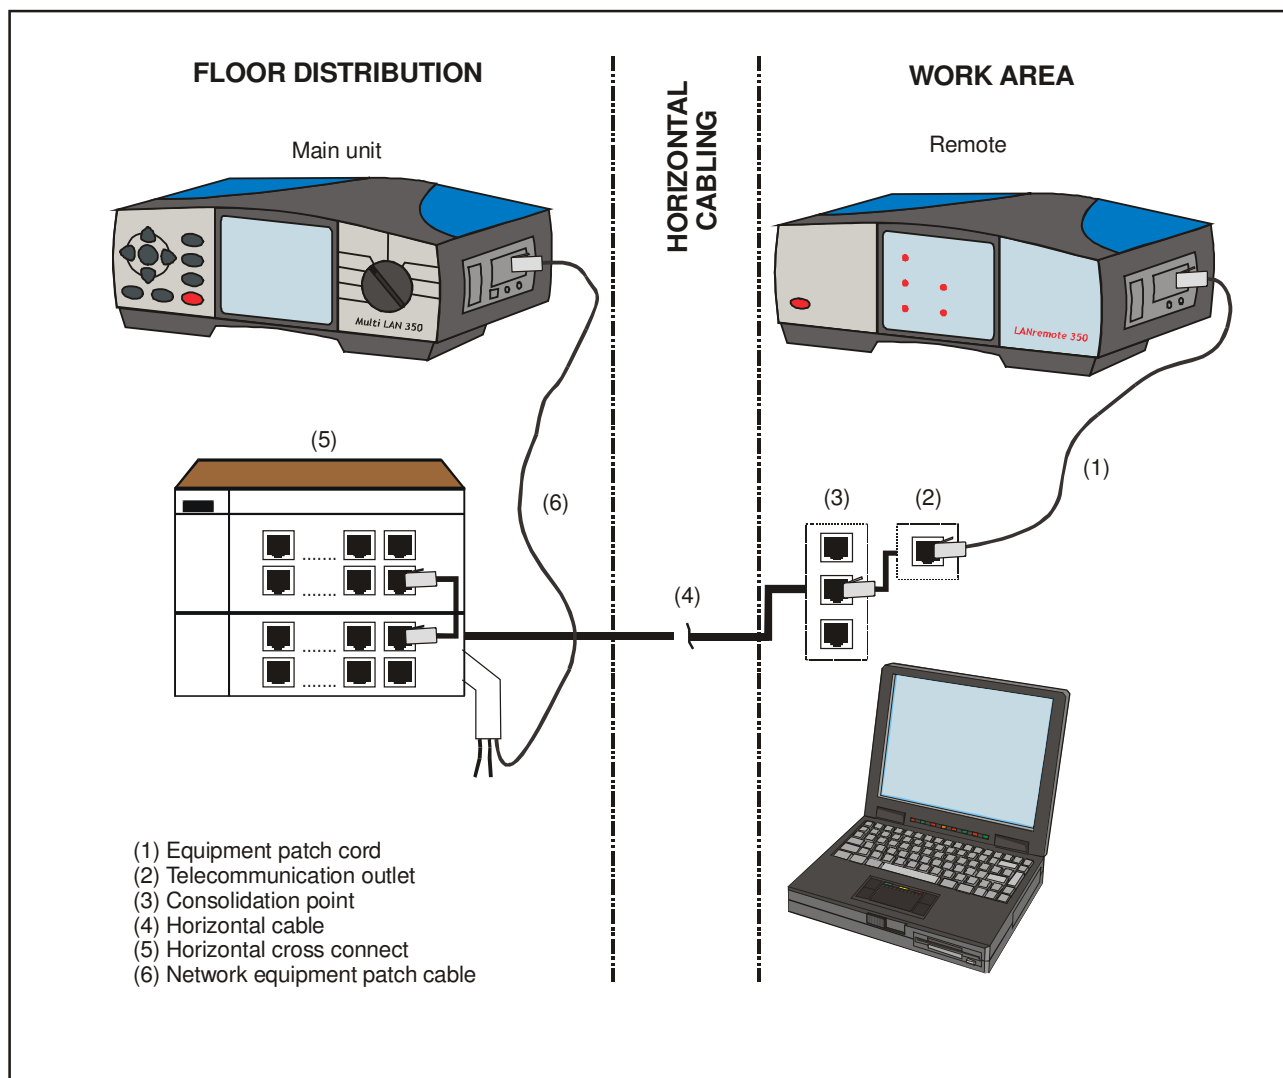 FLOOR DISTRIBUTION
HORIZONTAL
CABLING
WORK AREA
Main unit
Remote
Multi LAN 350
LANremote 350
(5)
(6)
(3)
(2)
(1)
(4)
.......
.......
.......
.......
(1) Equipment patch cord
(2) Telecommunication outlet
(3) Consolidation point
(4) Horizontal cable
(5) Horizontal cross connect
(6) Network equipment patch cable